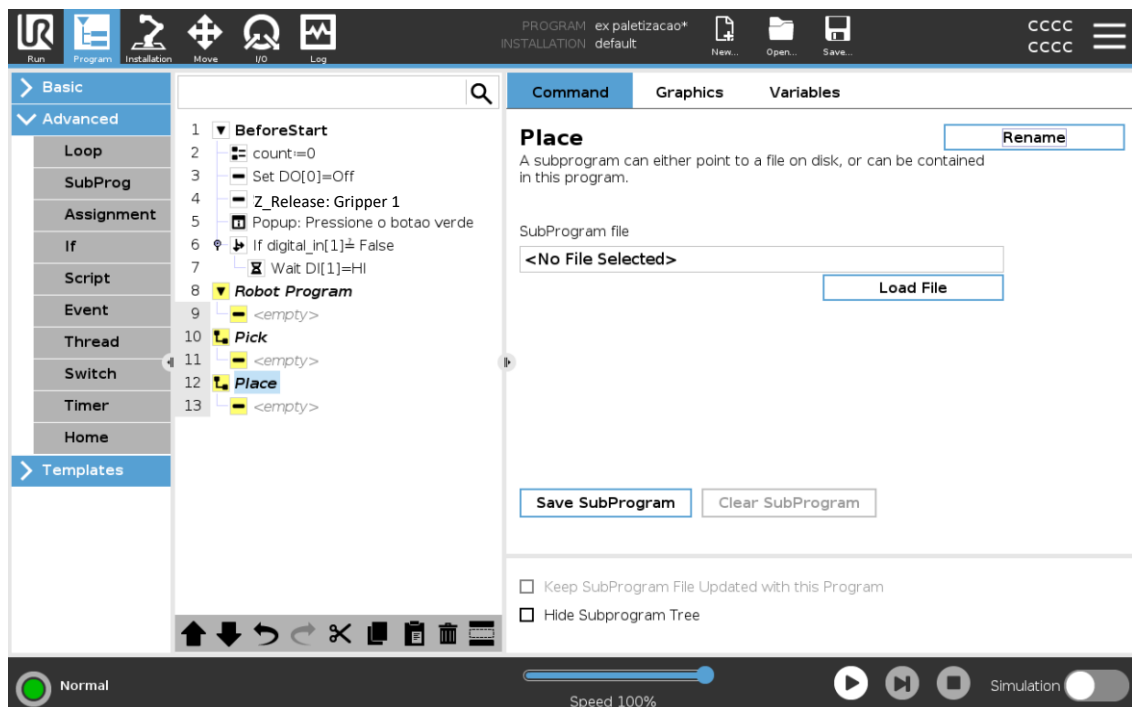 UR
Run
Program
Installation
Move
I/O
Log
PROGRAM ex paletizacao*
INSTALLATION default
New...
Open...
Save...
CCCC
CCCC
Basic
Advanced
Loop
SubProg
Assignment
If
Script
Event
Thread
Switch
Timer
Home
Templates
1 BeforeStart
2 count:=0
3 Set DO[0]=Off
4 Z_Release: Gripper 1
5 Popup: Pressione o botao verde
6 If digital_in[1]≟ False
7 Wait DI[1]=HI
8 Robot Program
9 <empty>
10 Pick
11 <empty>
12 Place
13 <empty>
Command Graphics Variables
Place
Rename
A subprogram can either point to a file on disk, or can be contained
in this program.
SubProgram file
<No File Selected>
Load File
Save SubProgram
Clear SubProgram
Keep SubProgram File Updated with this Program
Hide Subprogram Tree
Normal
Speed 100%
Simulation